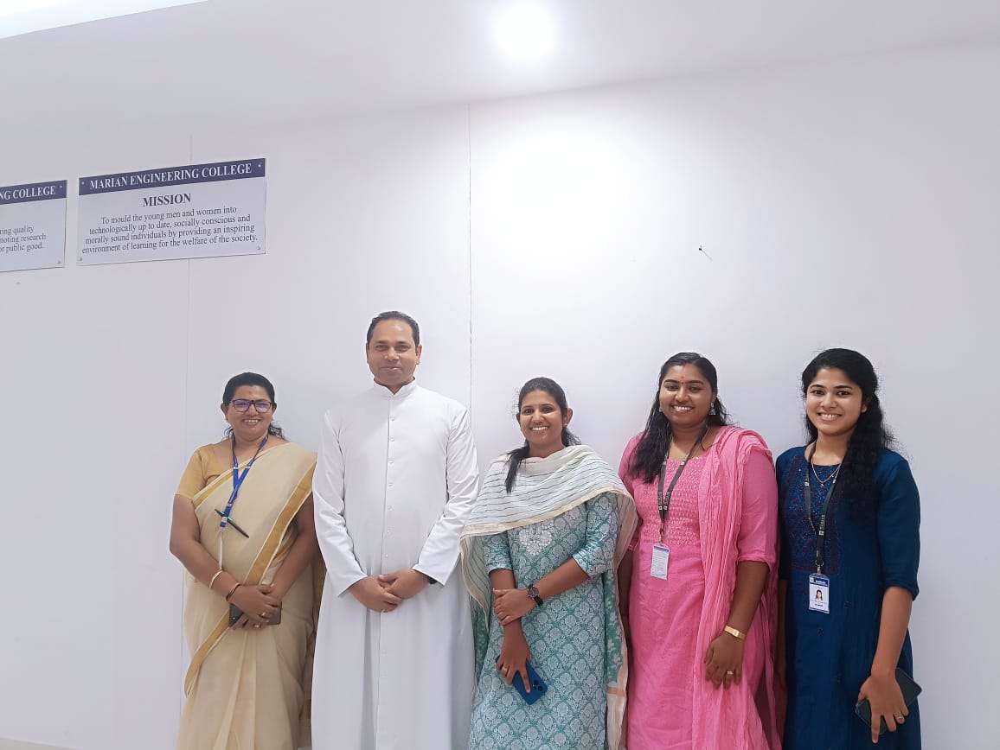 NG COLLEGE
ring quality
noting research
or public good.
MARIAN ENGINEERING COLLEGE
MISSION
To mould the young men and women into
technologically up to date, socially conscious and
morally sound individuals by providing an inspiring
environment of learning for the welfare of the society.